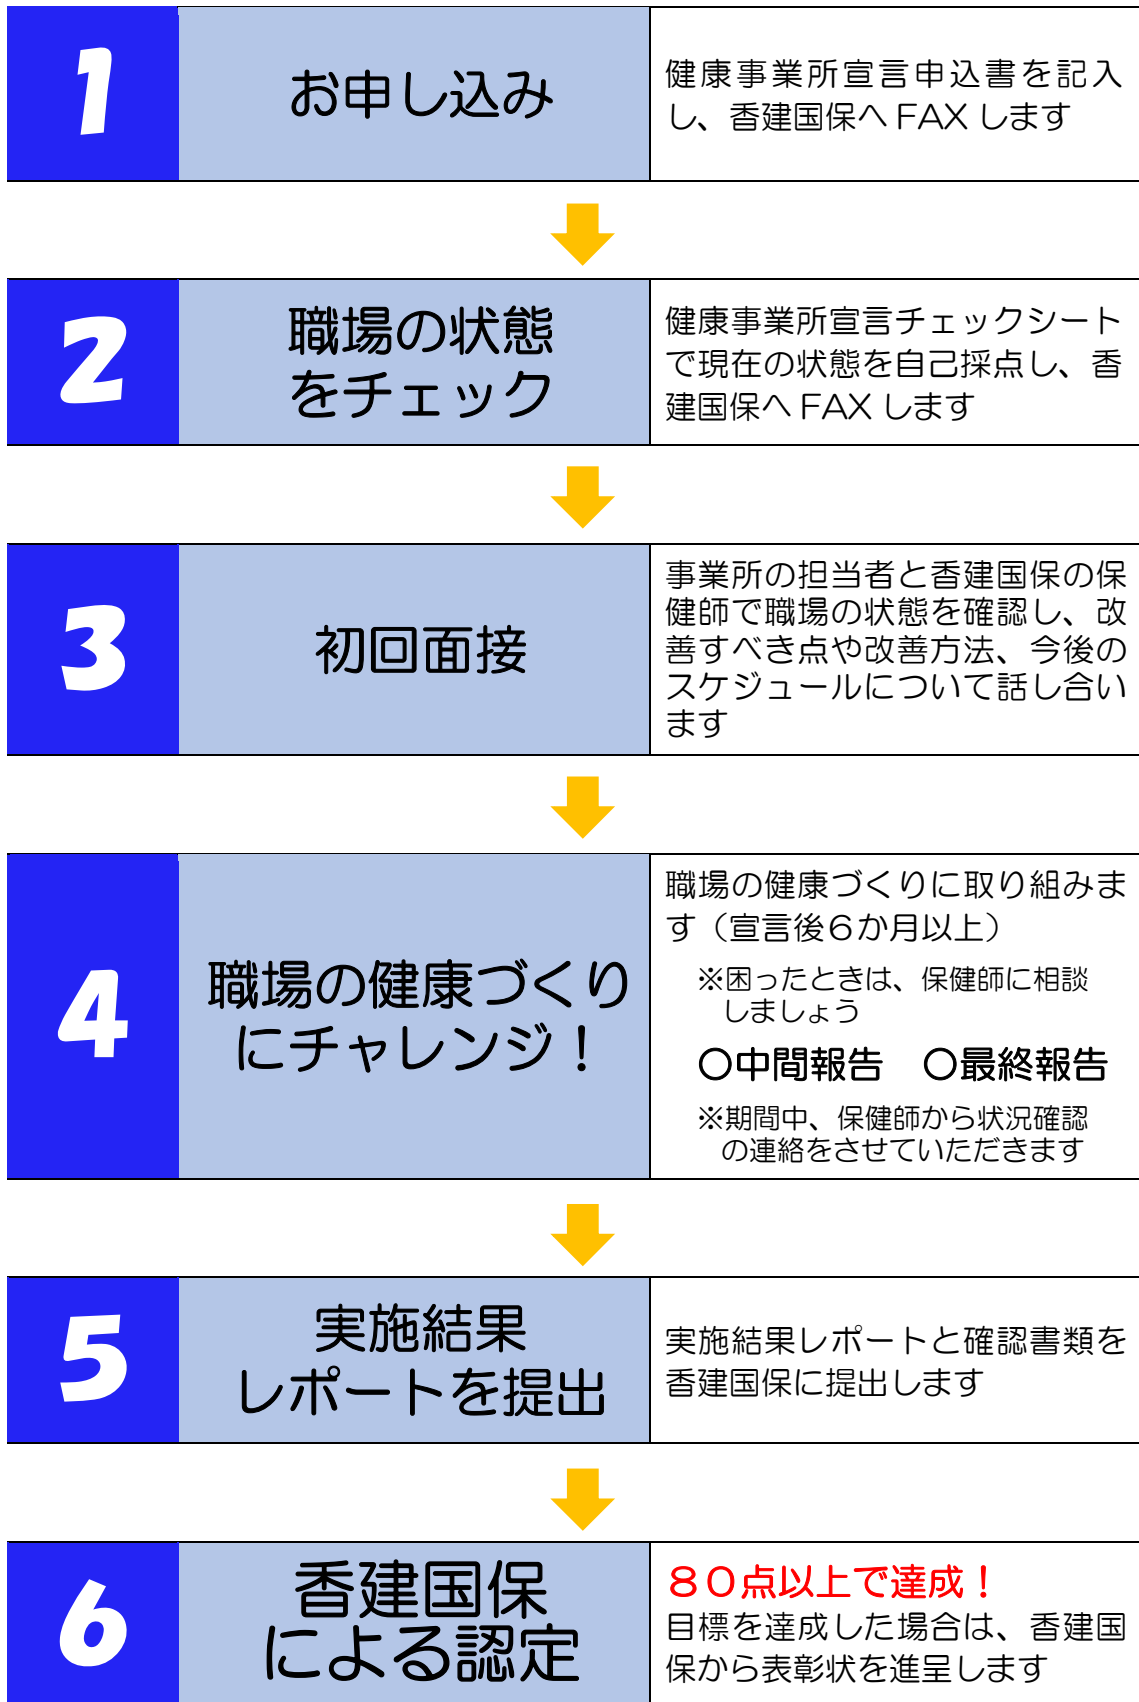 1
お申し込み
健康事業所宣言申込書を記入
し、香建国保へ FAX します
2
職場の状態
をチェック
健康事業所宣言チェックシート
で現在の状態を自己採点し、香
建国保へ FAX します
3
初回面接
事業所の担当者と香建国保の保
健師で職場の状態を確認し、改
善すべき点や改善方法、今後の
スケジュールについて話し合い
ます
4
職場の健康づくり
にチャレンジ！
職場の健康づくりに取り組みま
す（宣言後６か月以上）
※困ったときは、保健師に相談
しましょう
〇中間報告　〇最終報告
※期間中、保健師から状況確認
の連絡をさせていただきます
5
実施結果
レポートを提出
実施結果レポートと確認書類を
香建国保に提出します
6
香建国保
による認定
８０点以上で達成！
目標を達成した場合は、香建国
保から表彰状を進呈します